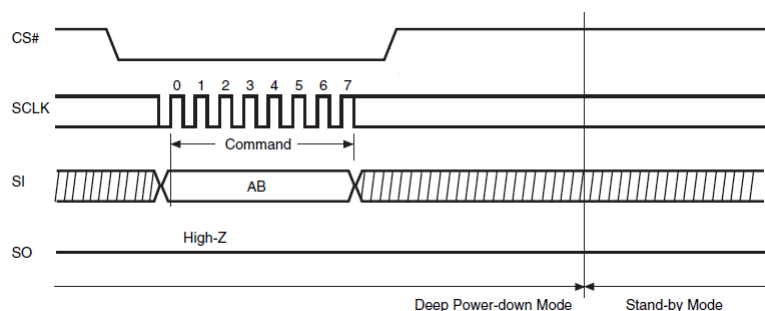 CS#
0 1 2 3 4 5 6 7
SCLK
Command
SI
AB
High-Z
SO
Deep Power-down Mode Stand-by Mode